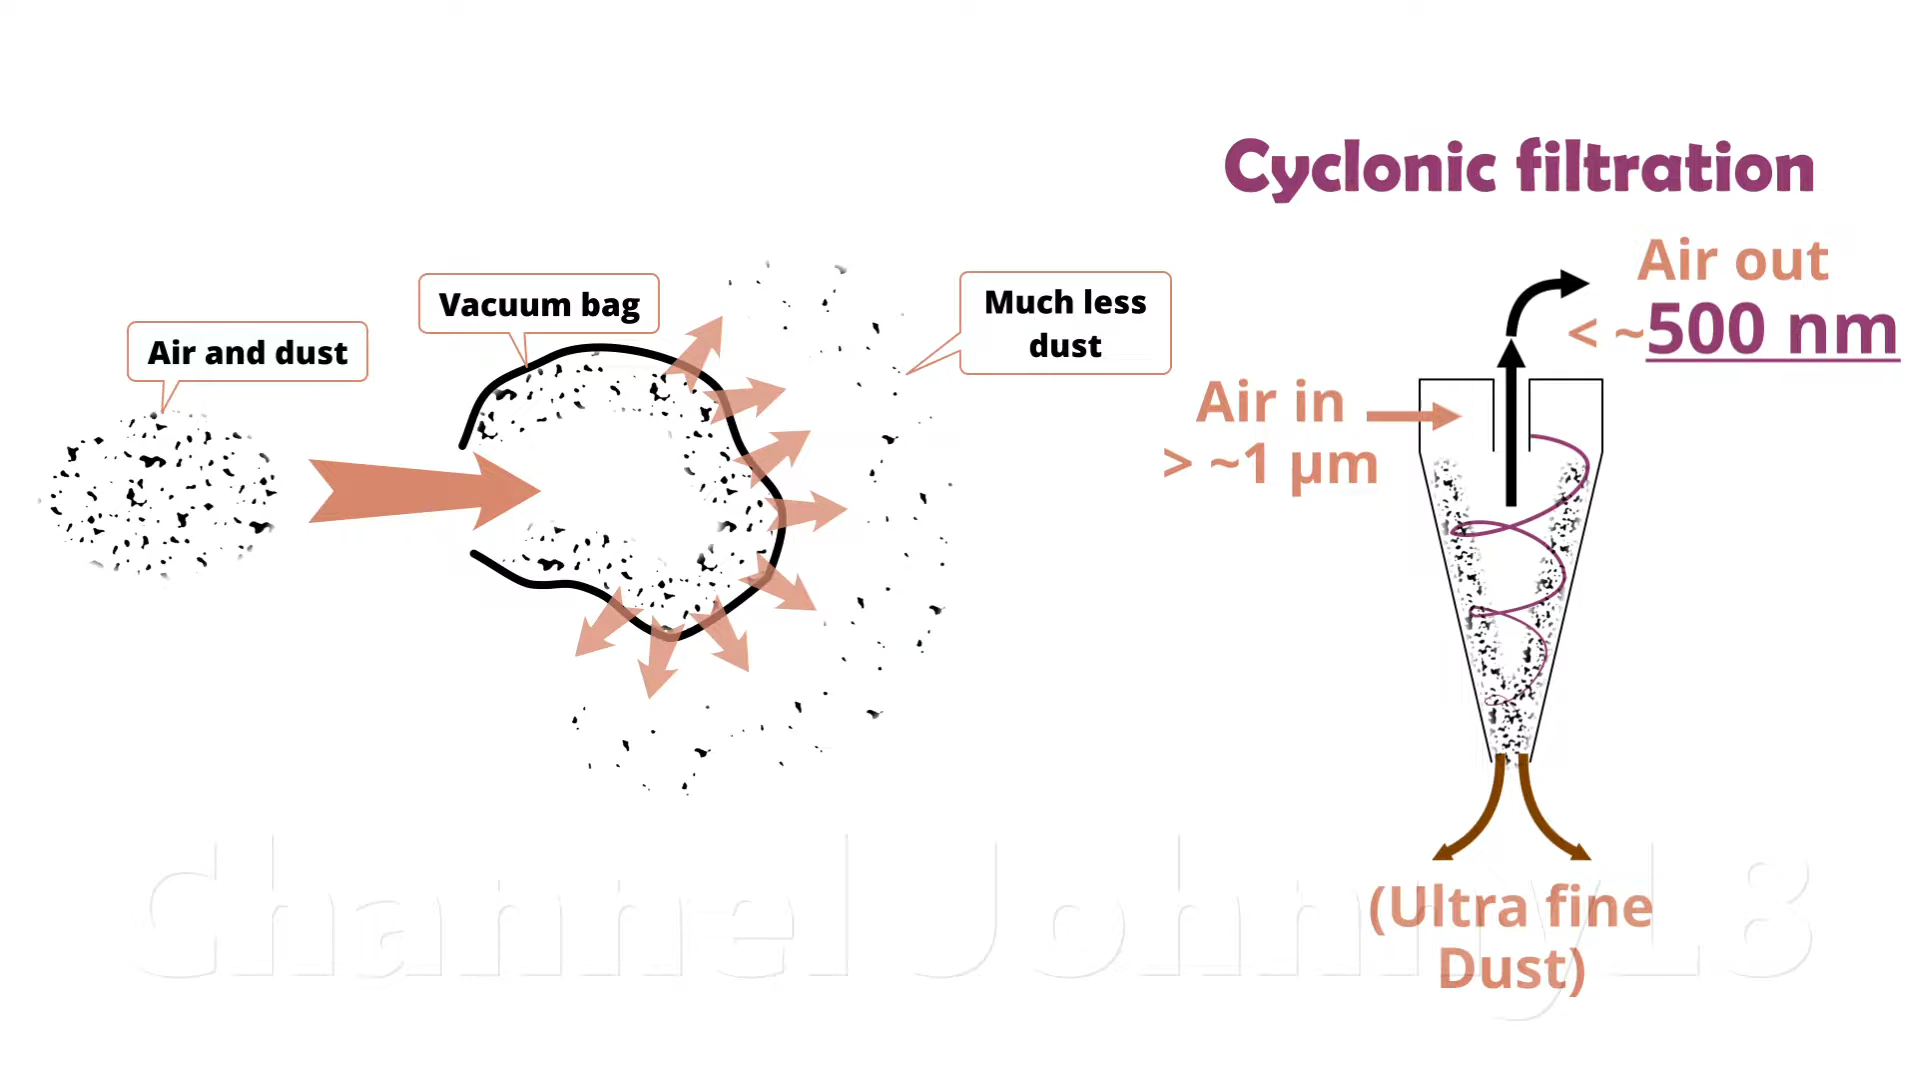 Cyclonic filtration
Air out
< ~500 nm
Air in
> ~1 µm
Vacuum bag
Much less
dust
Air and dust
(Ultra fine
Dust)
Channel Johnny18